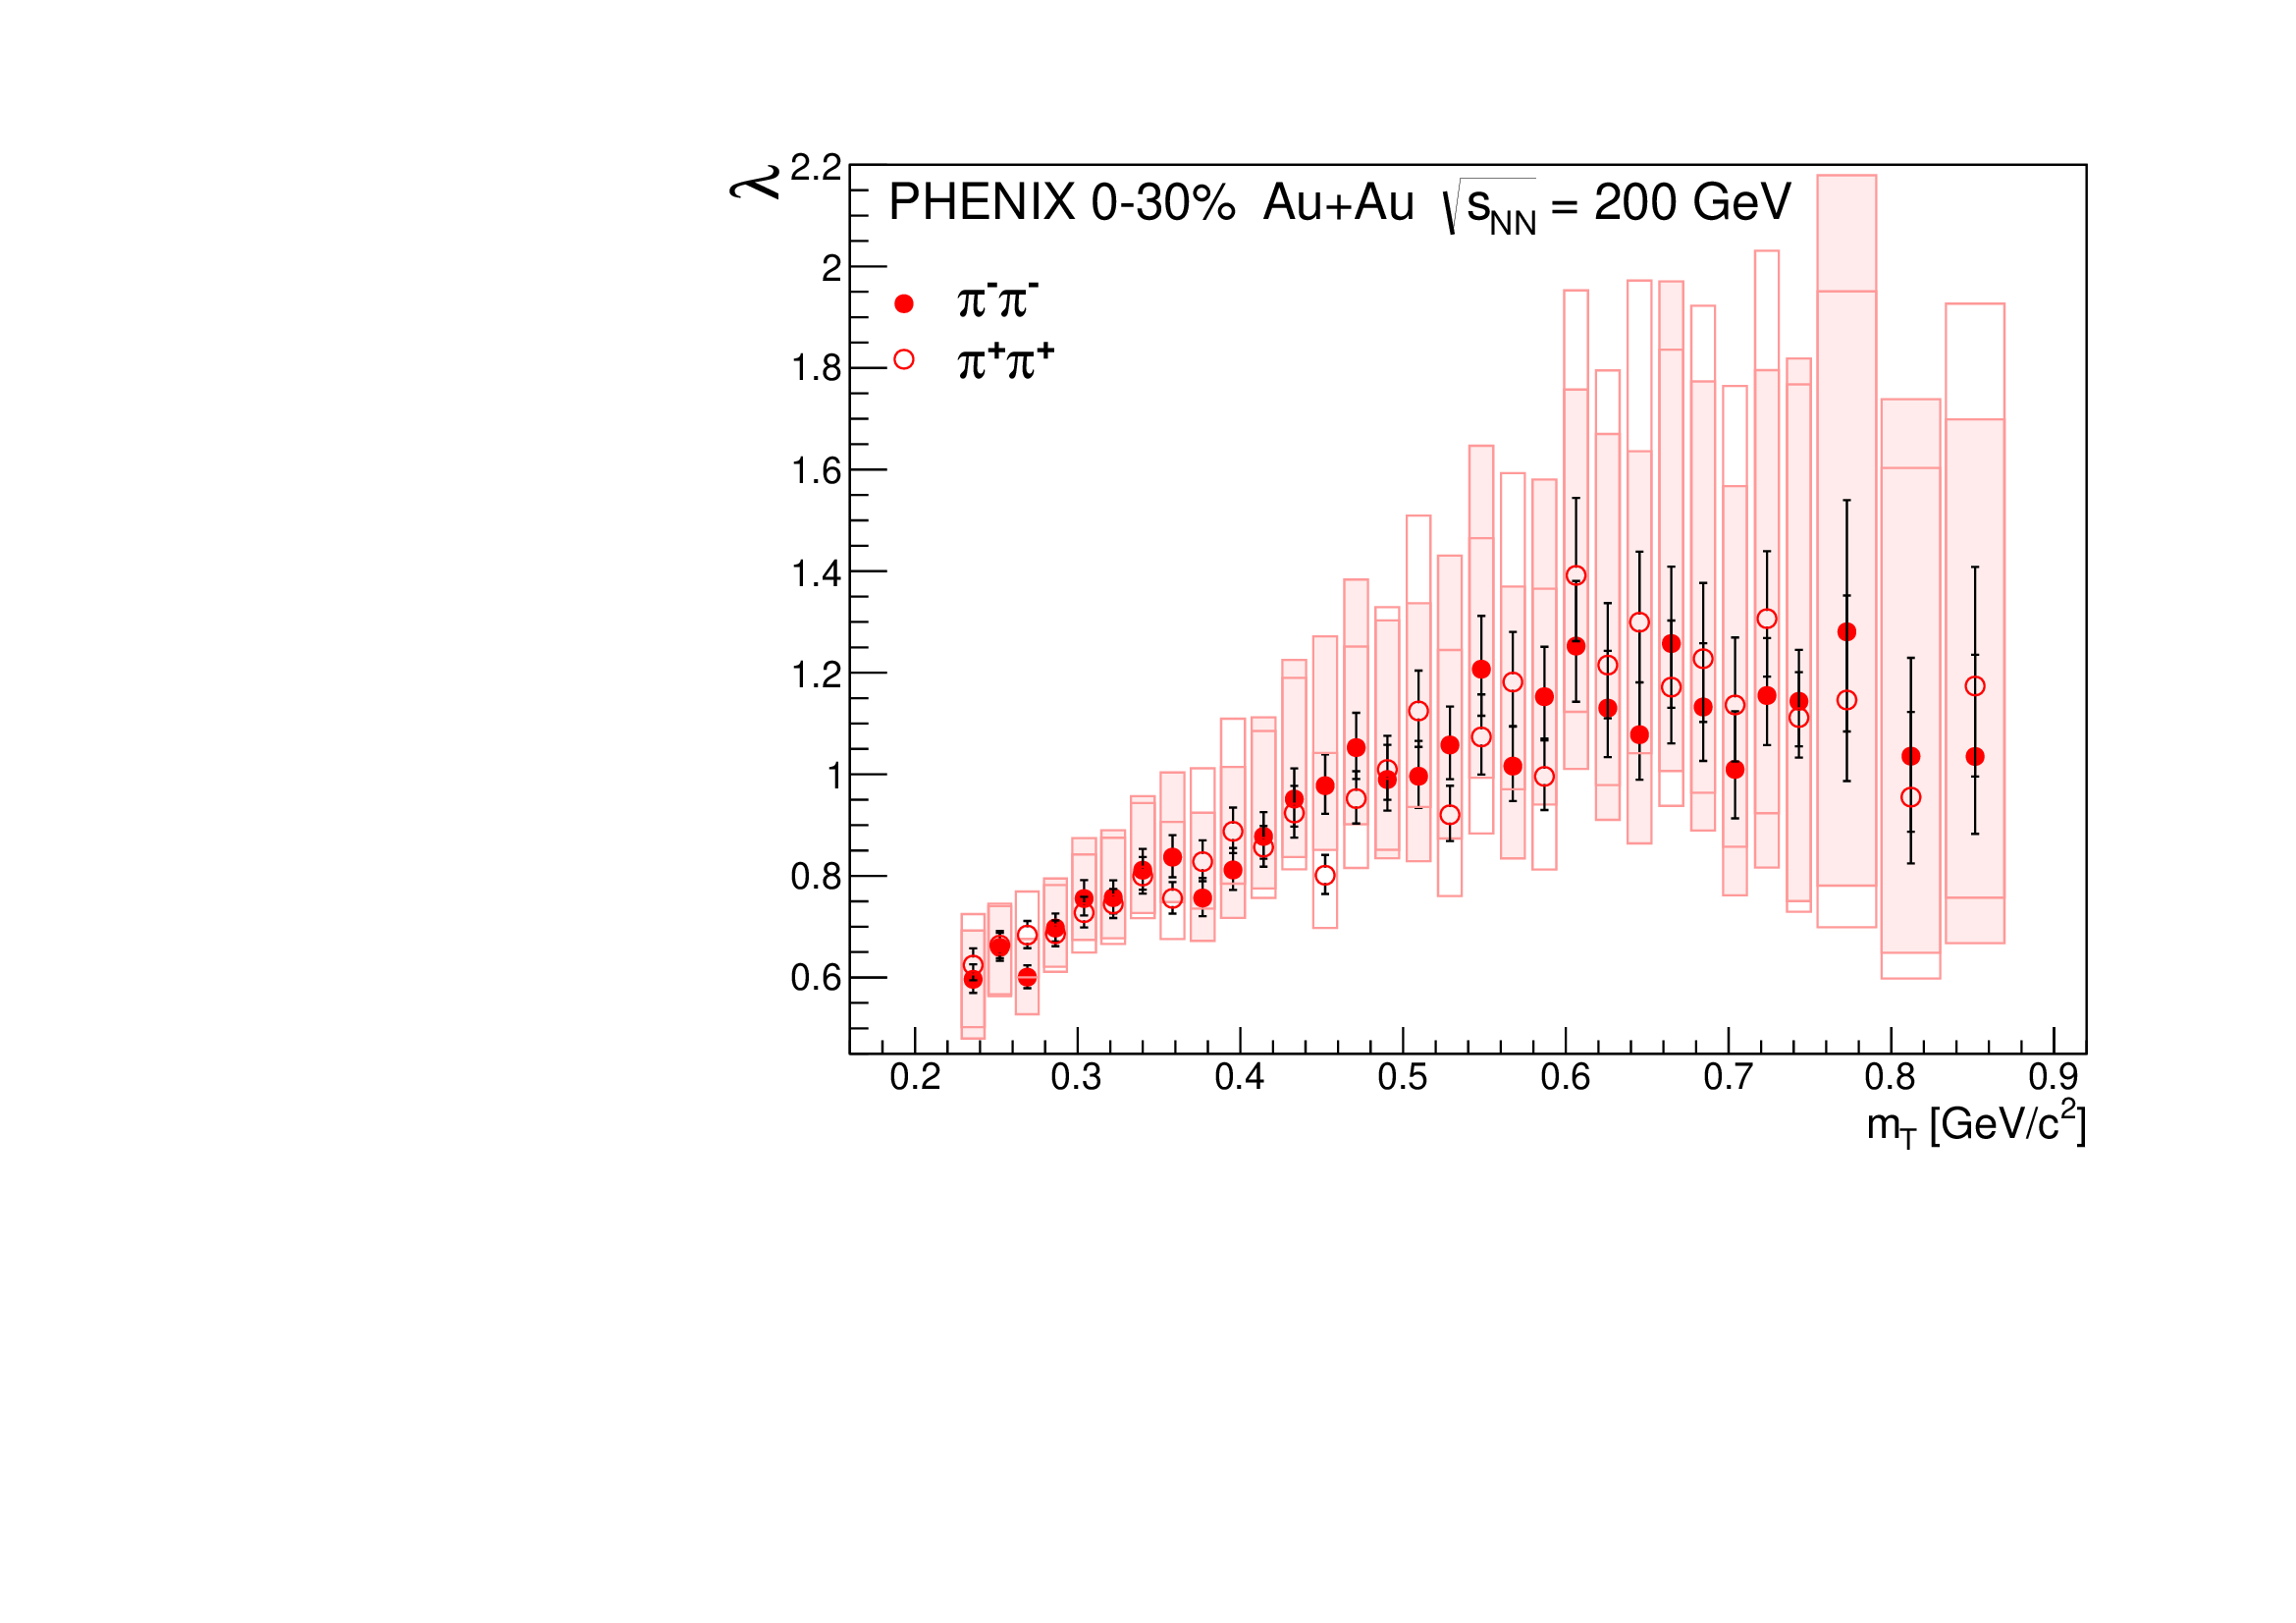 λ
PHENIX 0-30% Au+Au √sNN = 200 GeV
π-π-
π+π+
2.2
2
1.8
1.6
1.4
1.2
1
0.8
0.6
0.2 0.3 0.4 0.5 0.6 0.7 0.8 0.9
mT [GeV/c2]